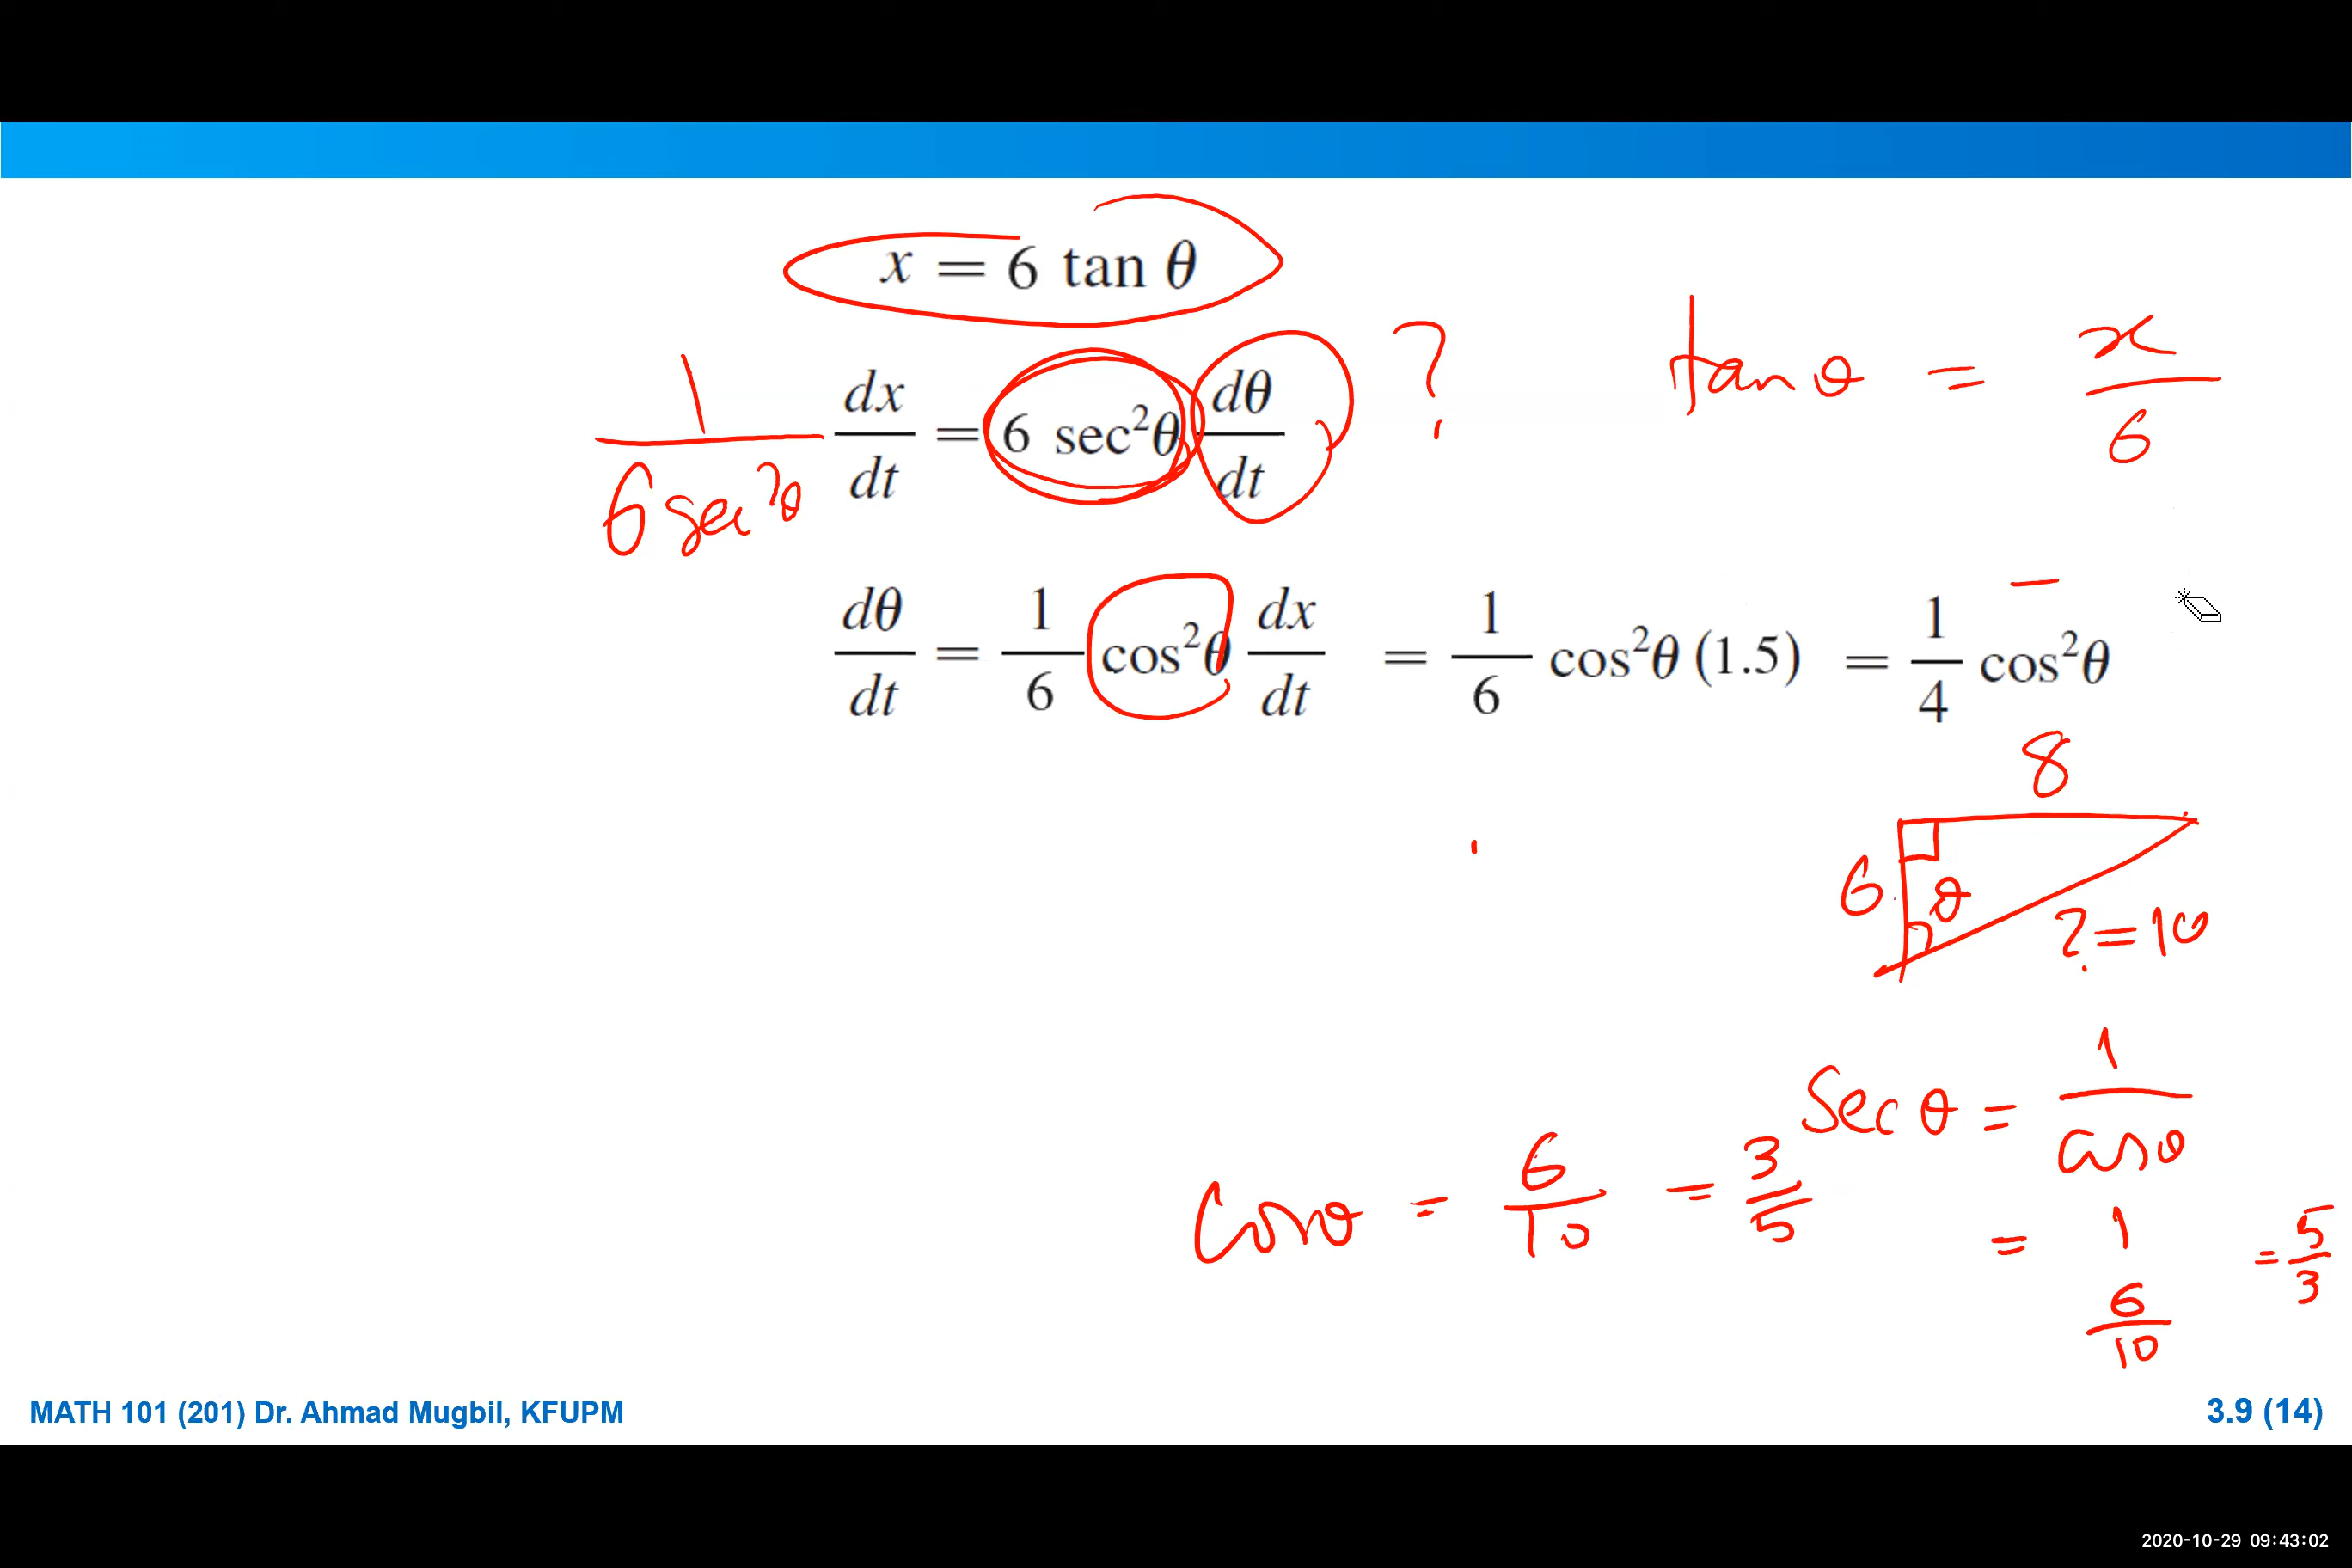 x = 6 tan θ
tan θ = x/6
1/(6 sec²θ) dx/dt = 6 sec²θ dθ/dt ?
dθ/dt = 1/6 cos²θ dx/dt = 1/6 cos²θ (1.5) = 1/4 cos²θ
8
6 θ ? = 10
Sec θ = 1/cos θ
Cos θ = 6/10 = 3/5
= 1/(6/10) = 5/3
MATH 101 (201) Dr. Ahmad Mugbil, KFUPM
3.9 (14)
2020-10-29 09:43:02